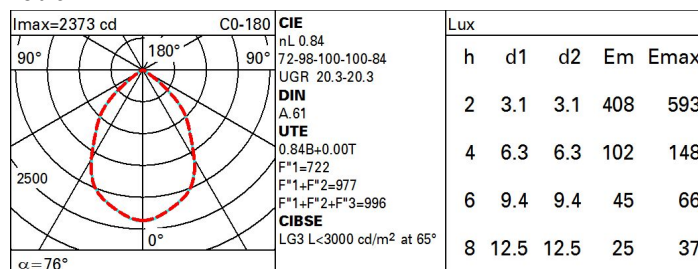 Imax=2373 cd C0-180
90° 180° 90°
2500
0°
α=76°
CIE
nL 0.84
72-98-100-100-84
UGR 20.3-20.3
DIN
A.61
UTE
0.84B+0.00T
F"1=722
F"1+F"2=977
F"1+F"2+F"3=996
CIBSE
LG3 L<3000 cd/m² at 65°
Lux
h d1 d2 Em Emax
2 3.1 3.1 408 593
4 6.3 6.3 102 148
6 9.4 9.4 45 66
8 12.5 12.5 25 37